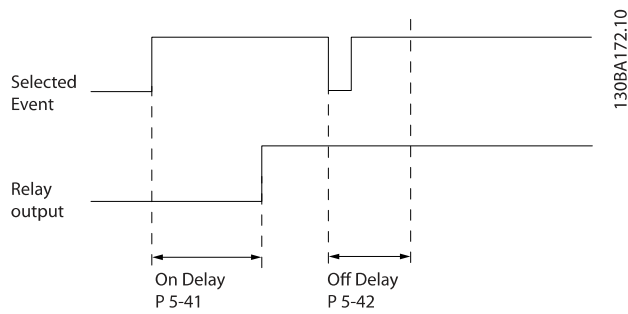 130BA172.10
Selected
Event
Relay
output
On Delay
P 5-41
Off Delay
P 5-42